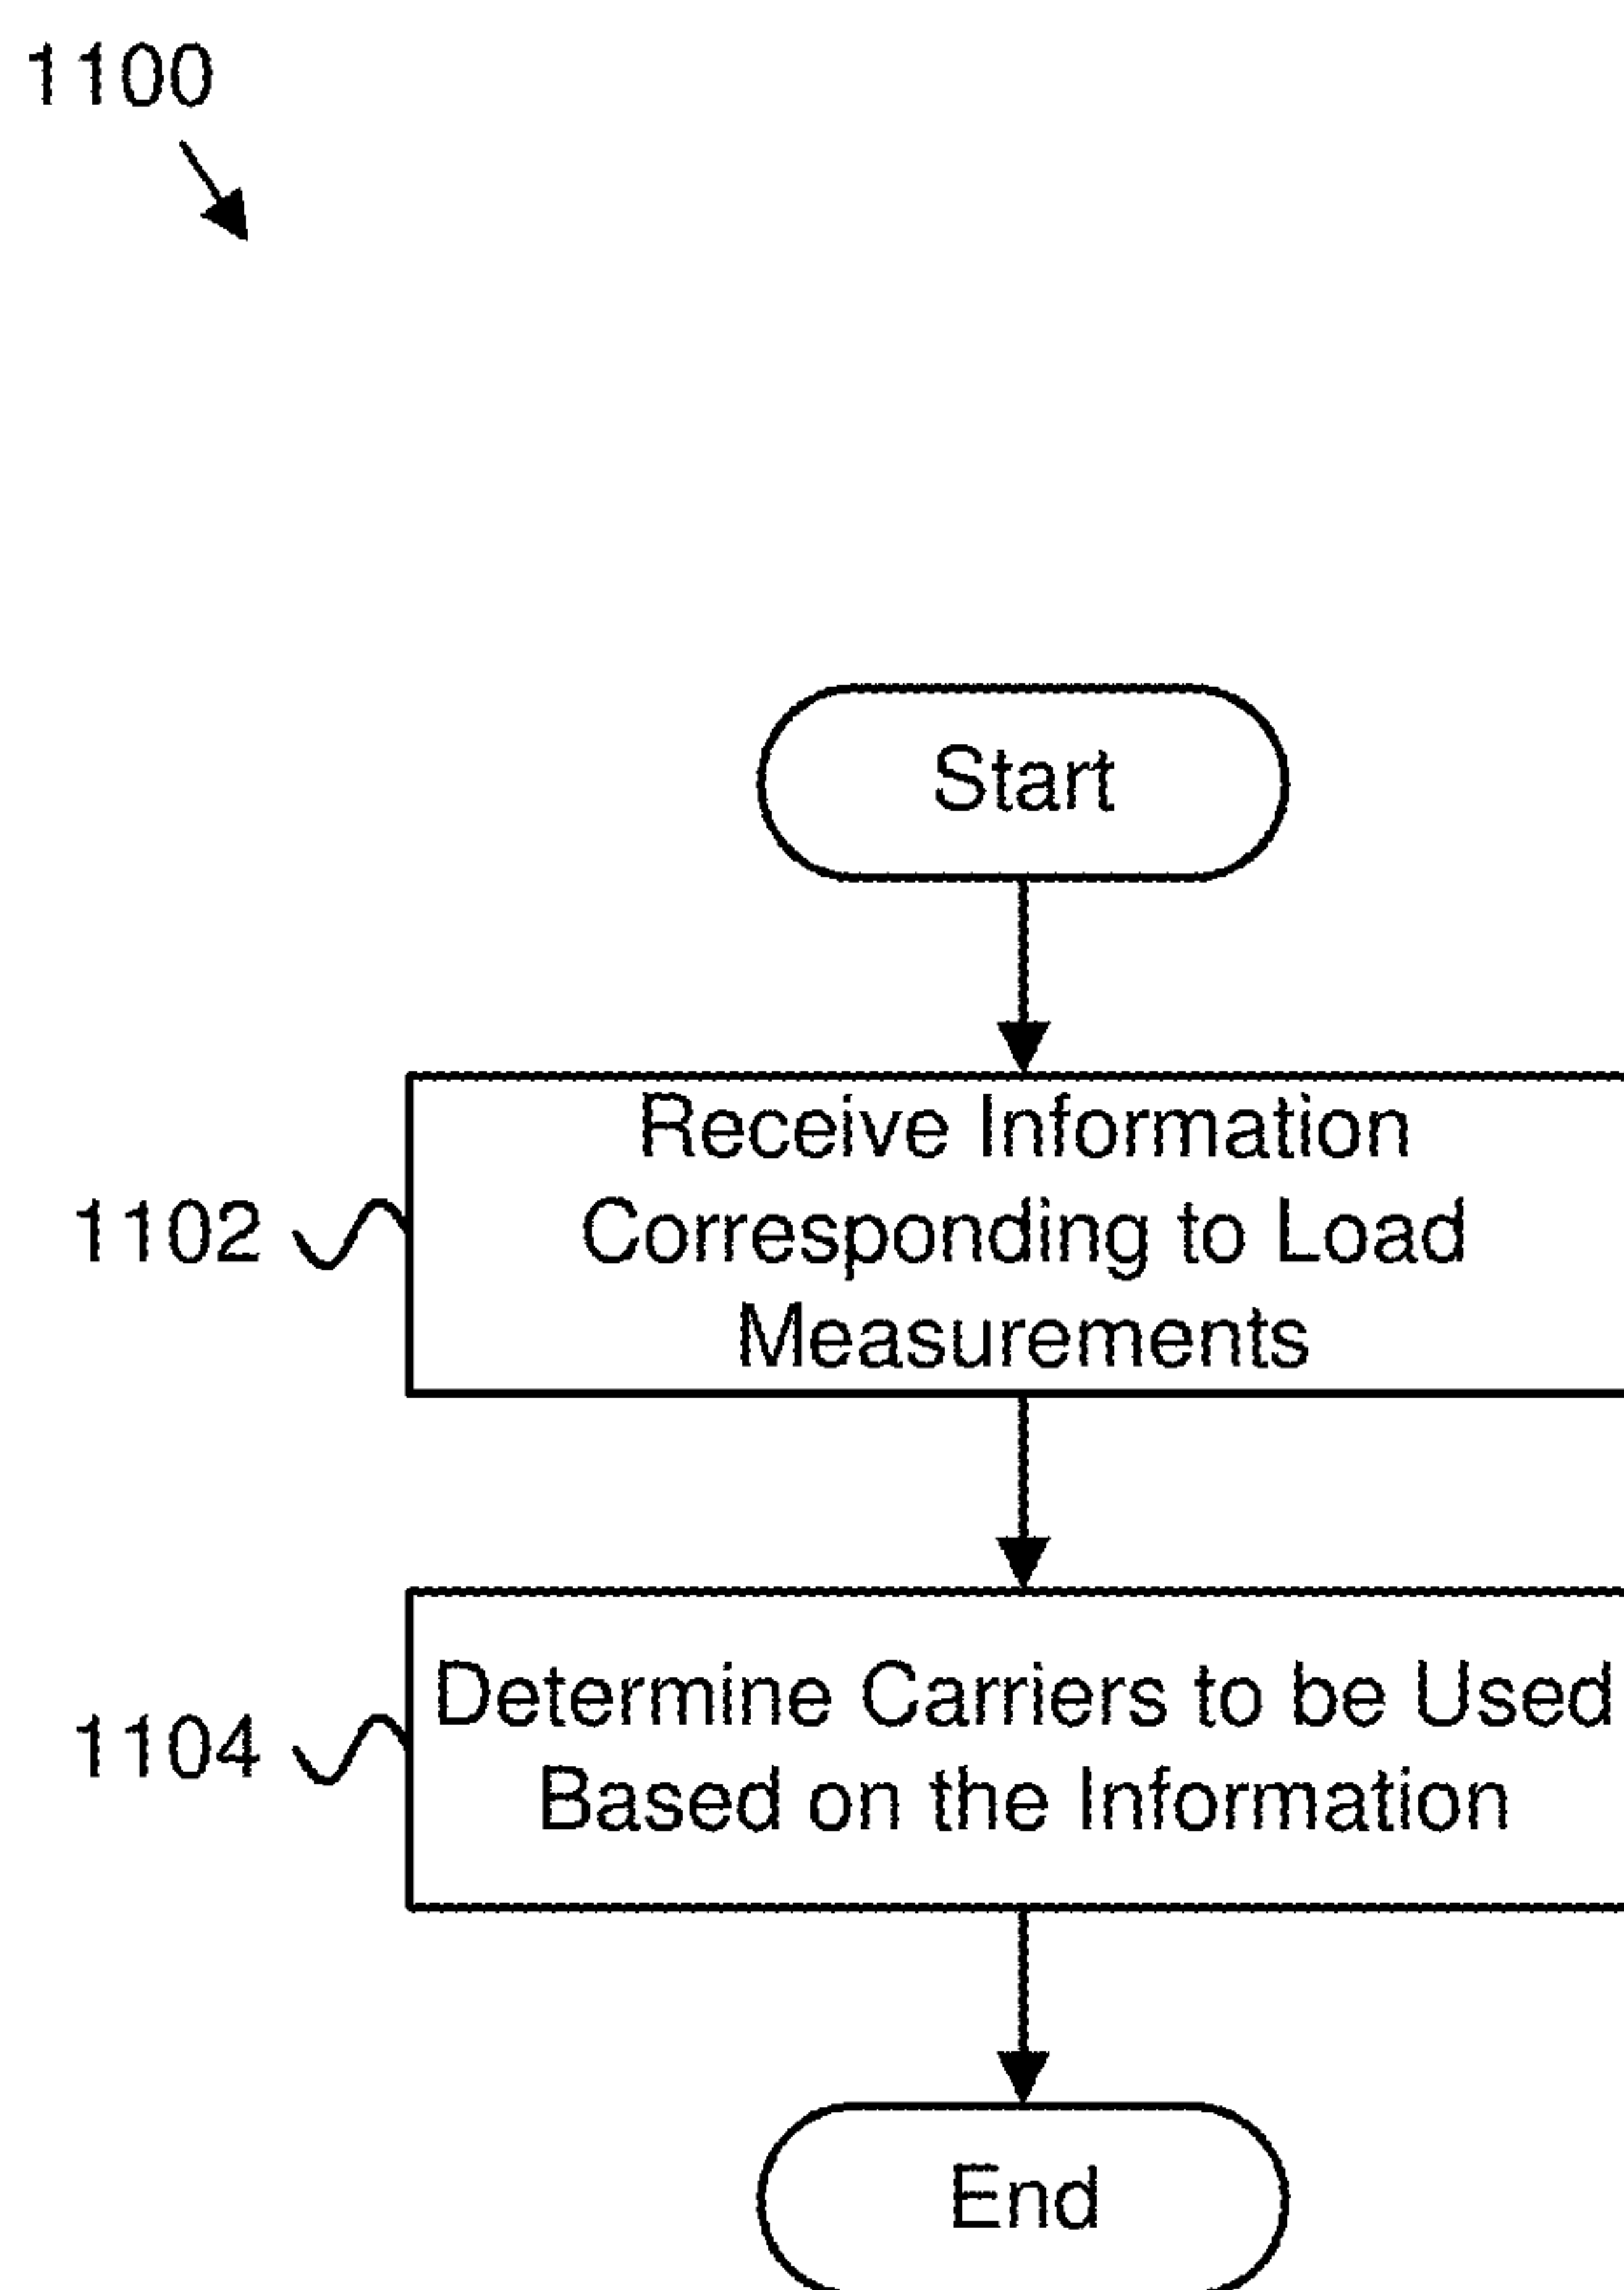 1100
Start
1102
Receive Information
Corresponding to Load
Measurements
1104
Determine Carriers to be Used
Based on the Information
End